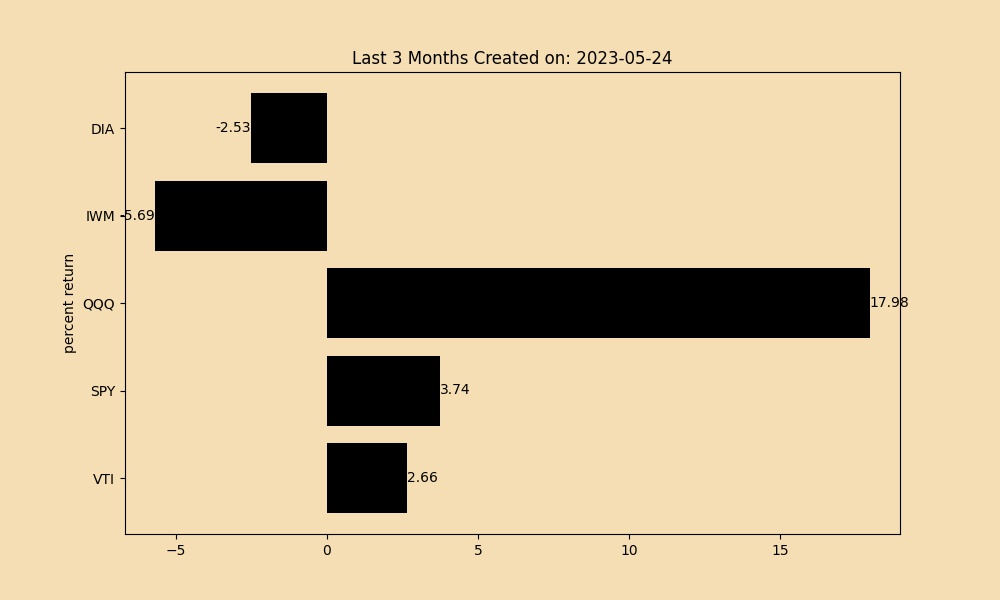 Last 3 Months Created on: 2023-05-24
DIA
-2.53
IWM
-5.69
QQQ
17.98
SPY
3.74
VTI
2.66
percent return
−5
0
5
10
15